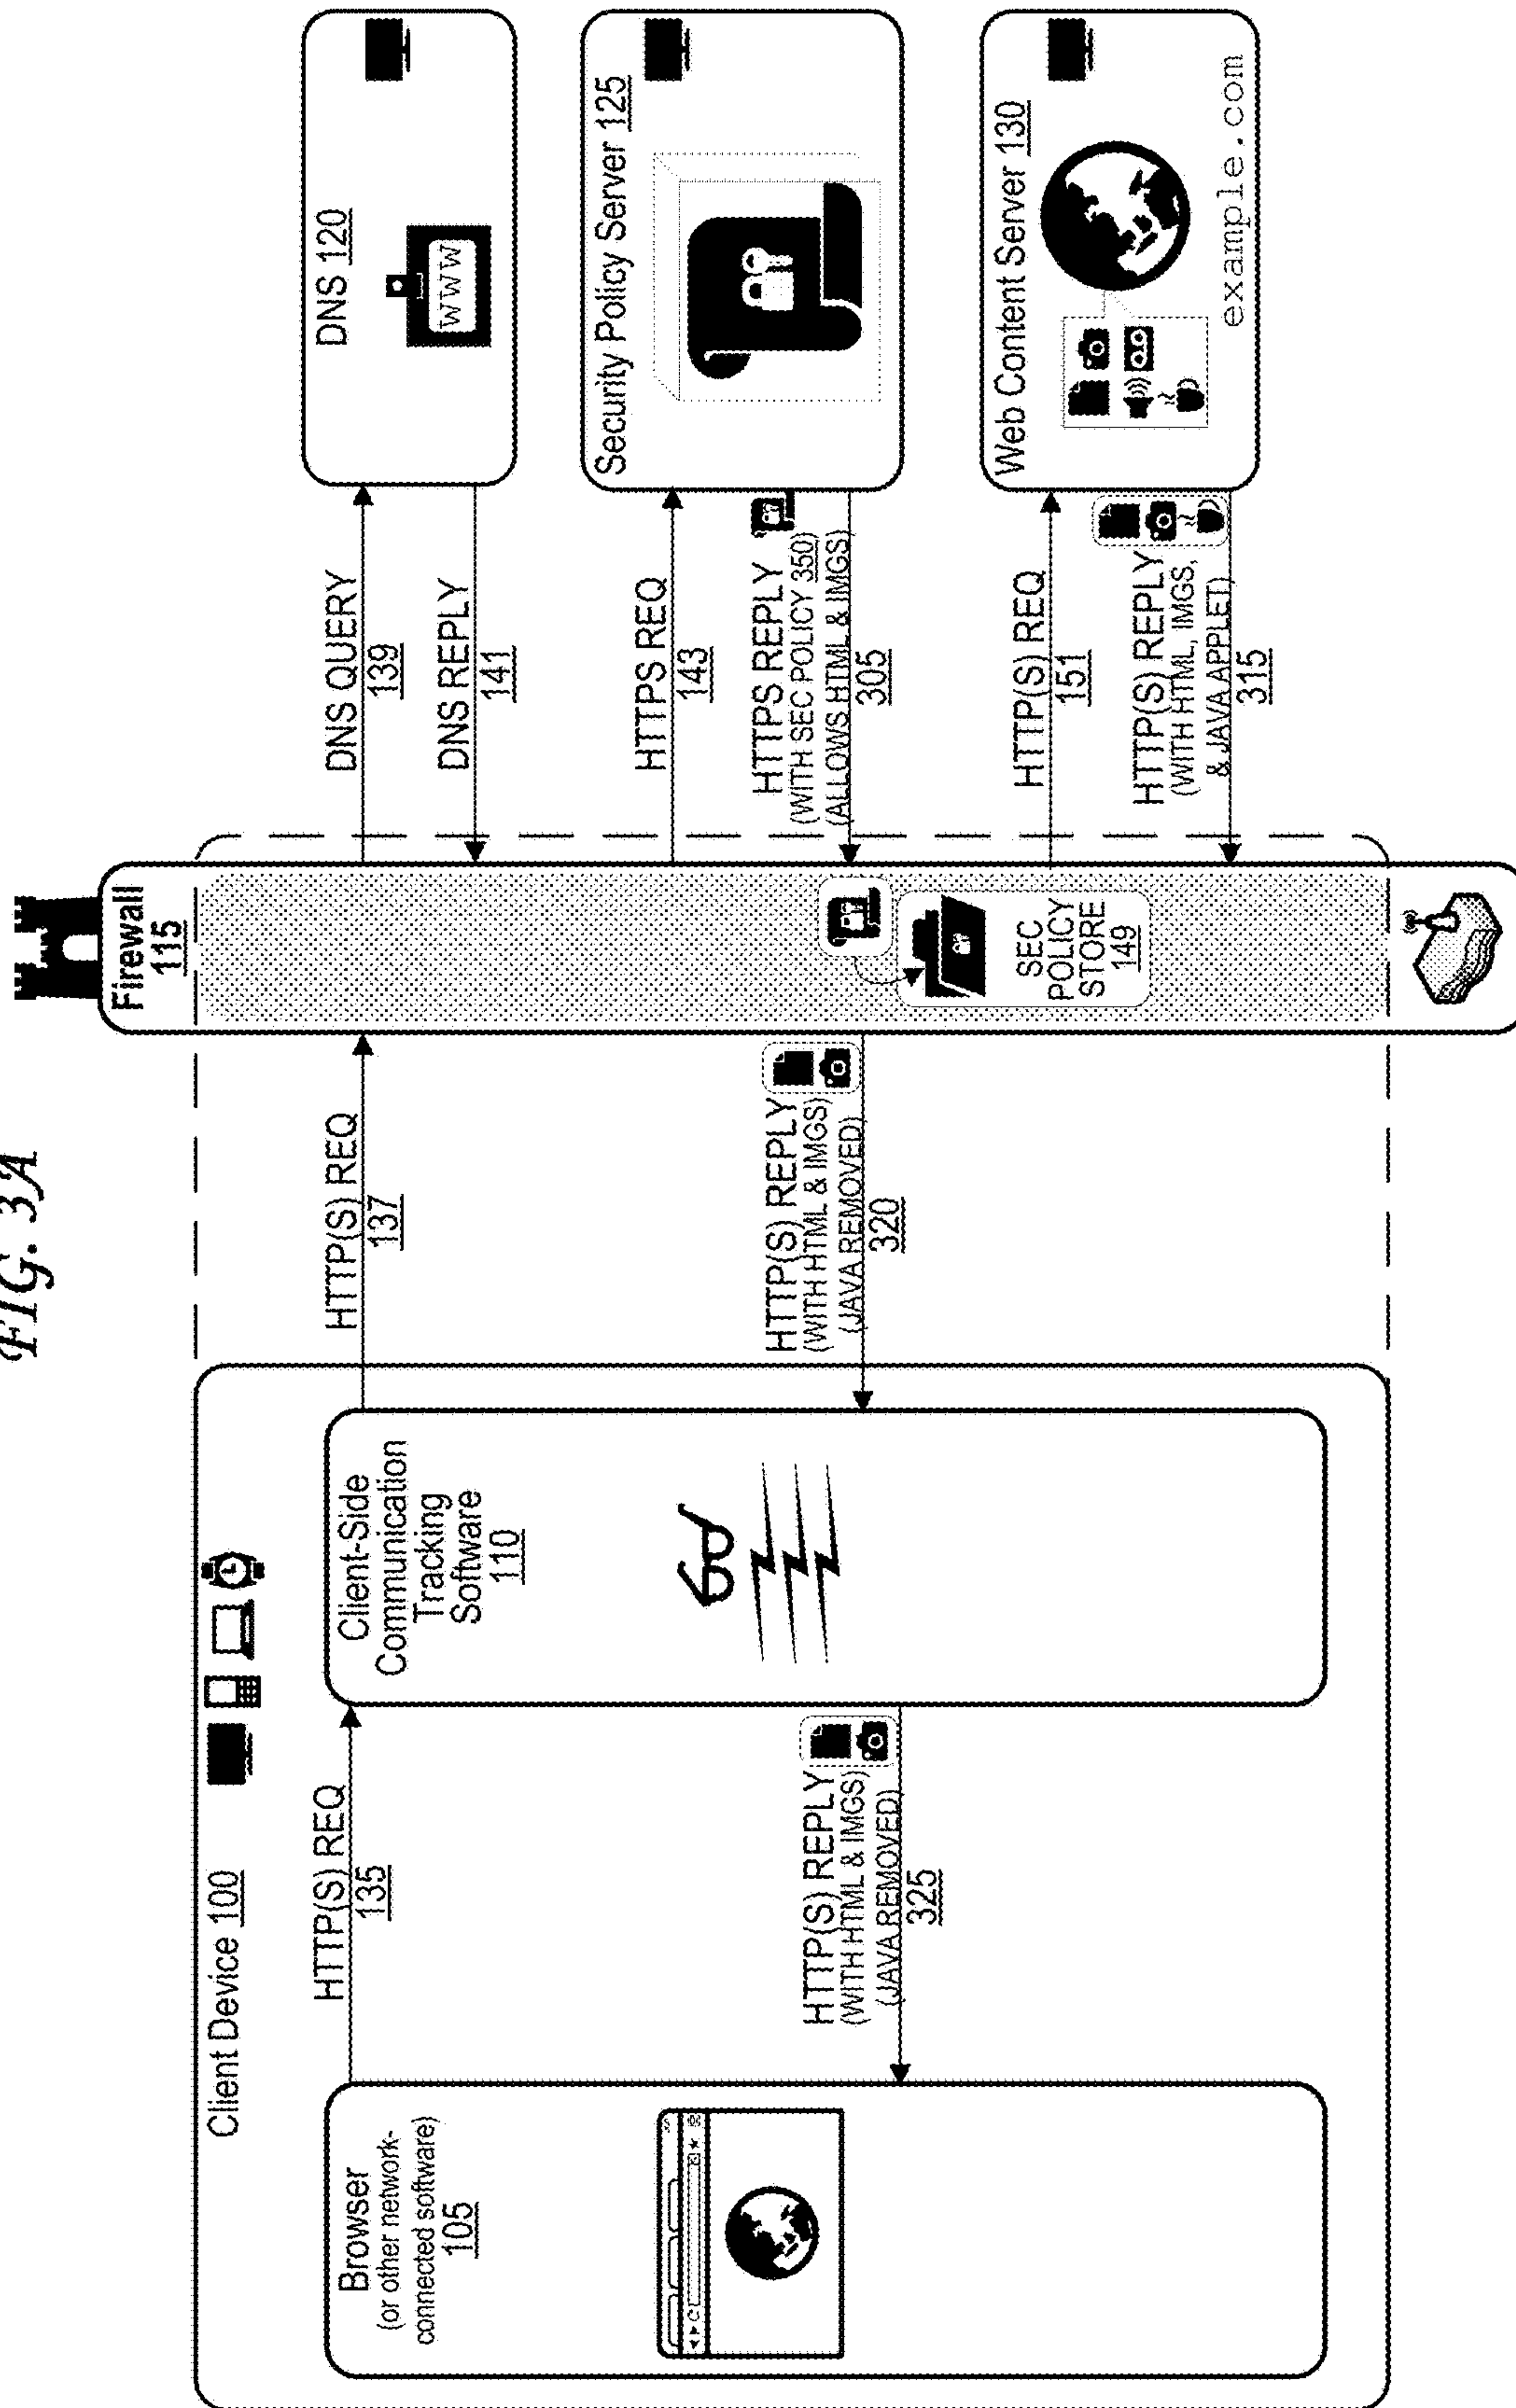 FIG. 3A
Client Device 100
Browser
(or other network-
connected software)
105
HTTP(S) REQ
135
HTTP(S) REPLY
(WITH HTML & IMGS)
(JAVA REMOVED)
325
Client-Side
Communication
Tracking
Software
110
HTTP(S) REQ
137
HTTP(S) REPLY
(WITH HTML & IMGS)
(JAVA REMOVED)
320
Firewall
115
SEC
POLICY
STORE
149
DNS QUERY
139
DNS REPLY
141
HTTPS REQ
143
HTTPS REPLY
(WITH SEC POLICY 350)
(ALLOWS HTML & IMGS)
305
HTTP(S) REQ
151
HTTP(S) REPLY
(WITH HTML, IMGS,
& JAVA APPLET)
315
DNS 120
WWW
Security Policy Server 125
Web Content Server 130
example.com